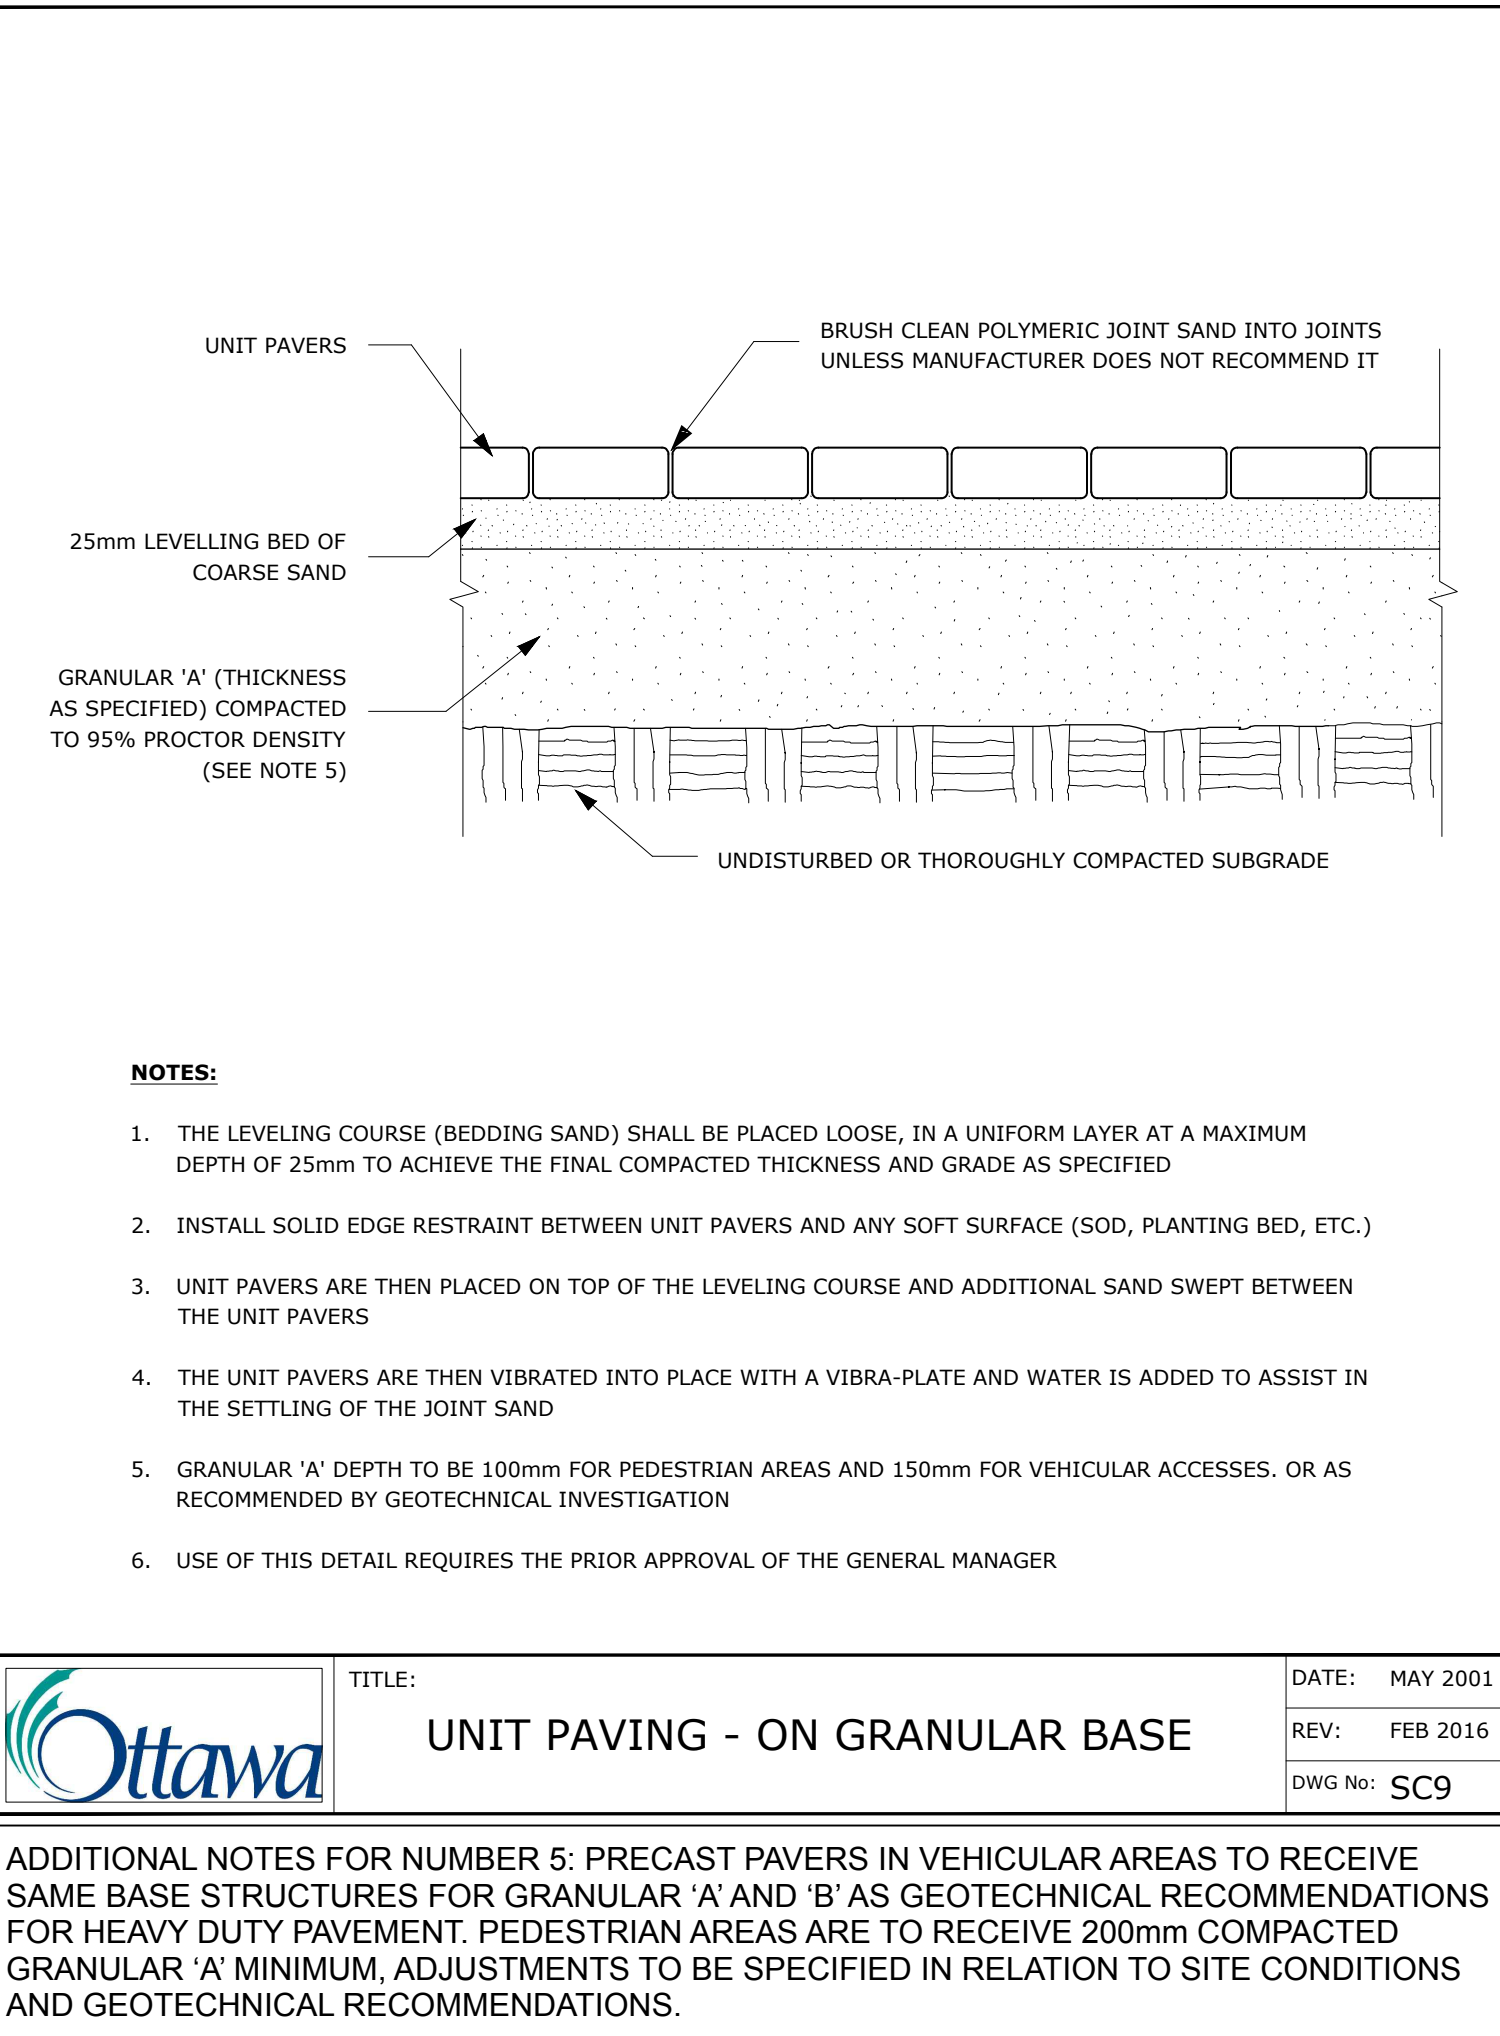 UNIT PAVERS
BRUSH CLEAN POLYMERIC JOINT SAND INTO JOINTS
UNLESS MANUFACTURER DOES NOT RECOMMEND IT
25mm LEVELLING BED OF
COARSE SAND
GRANULAR 'A' (THICKNESS
AS SPECIFIED) COMPACTED
TO 95% PROCTOR DENSITY
(SEE NOTE 5)
UNDISTURBED OR THOROUGHLY COMPACTED SUBGRADE
NOTES:
1. THE LEVELING COURSE (BEDDING SAND) SHALL BE PLACED LOOSE, IN A UNIFORM LAYER AT A MAXIMUM
DEPTH OF 25mm TO ACHIEVE THE FINAL COMPACTED THICKNESS AND GRADE AS SPECIFIED
2. INSTALL SOLID EDGE RESTRAINT BETWEEN UNIT PAVERS AND ANY SOFT SURFACE (SOD, PLANTING BED, ETC.)
3. UNIT PAVERS ARE THEN PLACED ON TOP OF THE LEVELING COURSE AND ADDITIONAL SAND SWEPT BETWEEN
THE UNIT PAVERS
4. THE UNIT PAVERS ARE THEN VIBRATED INTO PLACE WITH A VIBRA-PLATE AND WATER IS ADDED TO ASSIST IN
THE SETTLING OF THE JOINT SAND
5. GRANULAR 'A' DEPTH TO BE 100mm FOR PEDESTRIAN AREAS AND 150mm FOR VEHICULAR ACCESSES. OR AS
RECOMMENDED BY GEOTECHNICAL INVESTIGATION
6. USE OF THIS DETAIL REQUIRES THE PRIOR APPROVAL OF THE GENERAL MANAGER
Ottawa
TITLE:
UNIT PAVING - ON GRANULAR BASE
DATE: MAY 2001
REV: FEB 2016
DWG No: SC9
ADDITIONAL NOTES FOR NUMBER 5: PRECAST PAVERS IN VEHICULAR AREAS TO RECEIVE
SAME BASE STRUCTURES FOR GRANULAR ‘A’ AND ‘B’ AS GEOTECHNICAL RECOMMENDATIONS
FOR HEAVY DUTY PAVEMENT. PEDESTRIAN AREAS ARE TO RECEIVE 200mm COMPACTED
GRANULAR ‘A’ MINIMUM, ADJUSTMENTS TO BE SPECIFIED IN RELATION TO SITE CONDITIONS
AND GEOTECHNICAL RECOMMENDATIONS.